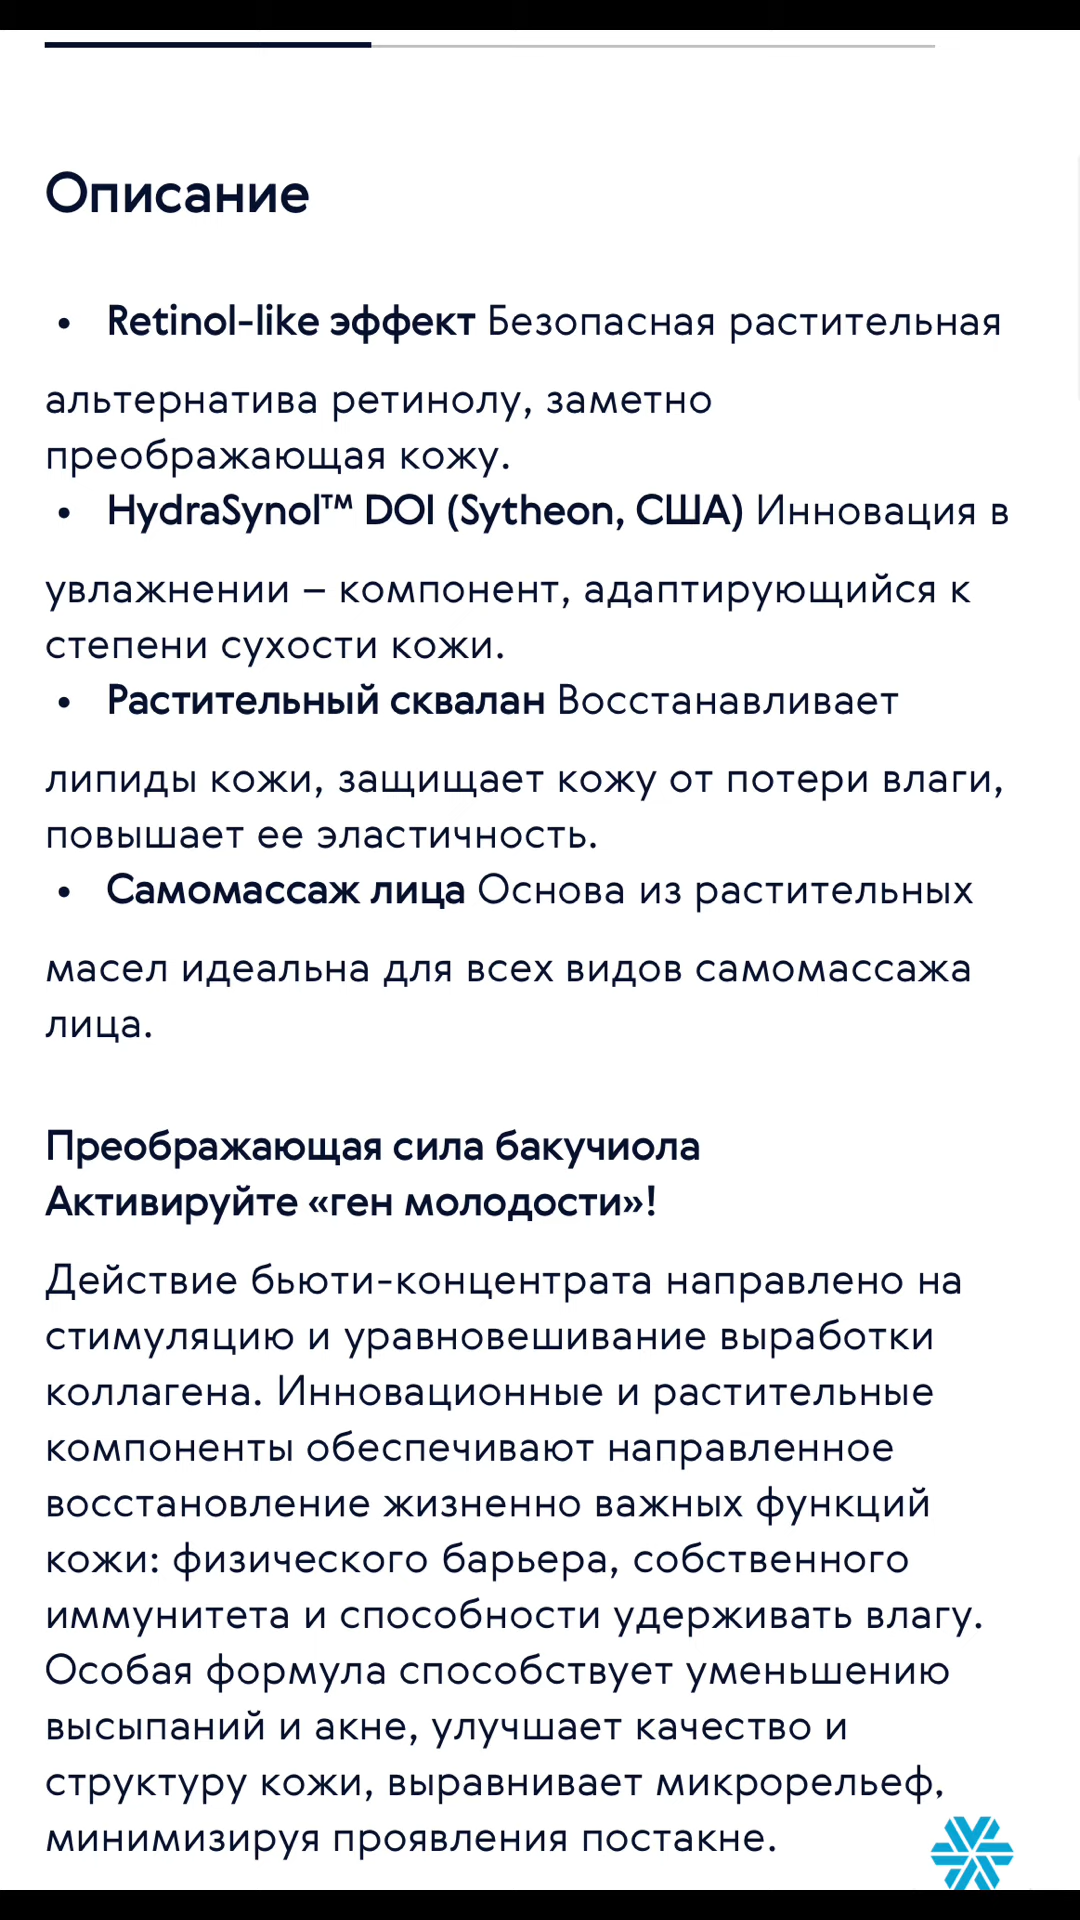 Описание
• Retinol-like эффект Безопасная растительная
альтернатива ретинолу, заметно
преображающая кожу.
• HydraSynol™ DOI (Sytheon, США) Инновация в
увлажнении – компонент, адаптирующийся к
степени сухости кожи.
• Растительный сквалан Восстанавливает
липиды кожи, защищает кожу от потери влаги,
повышает ее эластичность.
• Самомассаж лица Основа из растительных
масел идеальна для всех видов самомассажа
лица.
Преображающая сила бакучиола
Активируйте «ген молодости»!
Действие бьюти-концентрата направлено на
стимуляцию и уравновешивание выработки
коллагена. Инновационные и растительные
компоненты обеспечивают направленное
восстановление жизненно важных функций
кожи: физического барьера, собственного
иммунитета и способности удерживать влагу.
Особая формула способствует уменьшению
высыпаний и акне, улучшает качество и
структуру кожи, выравнивает микрорельеф,
минимизируя проявления постакне.